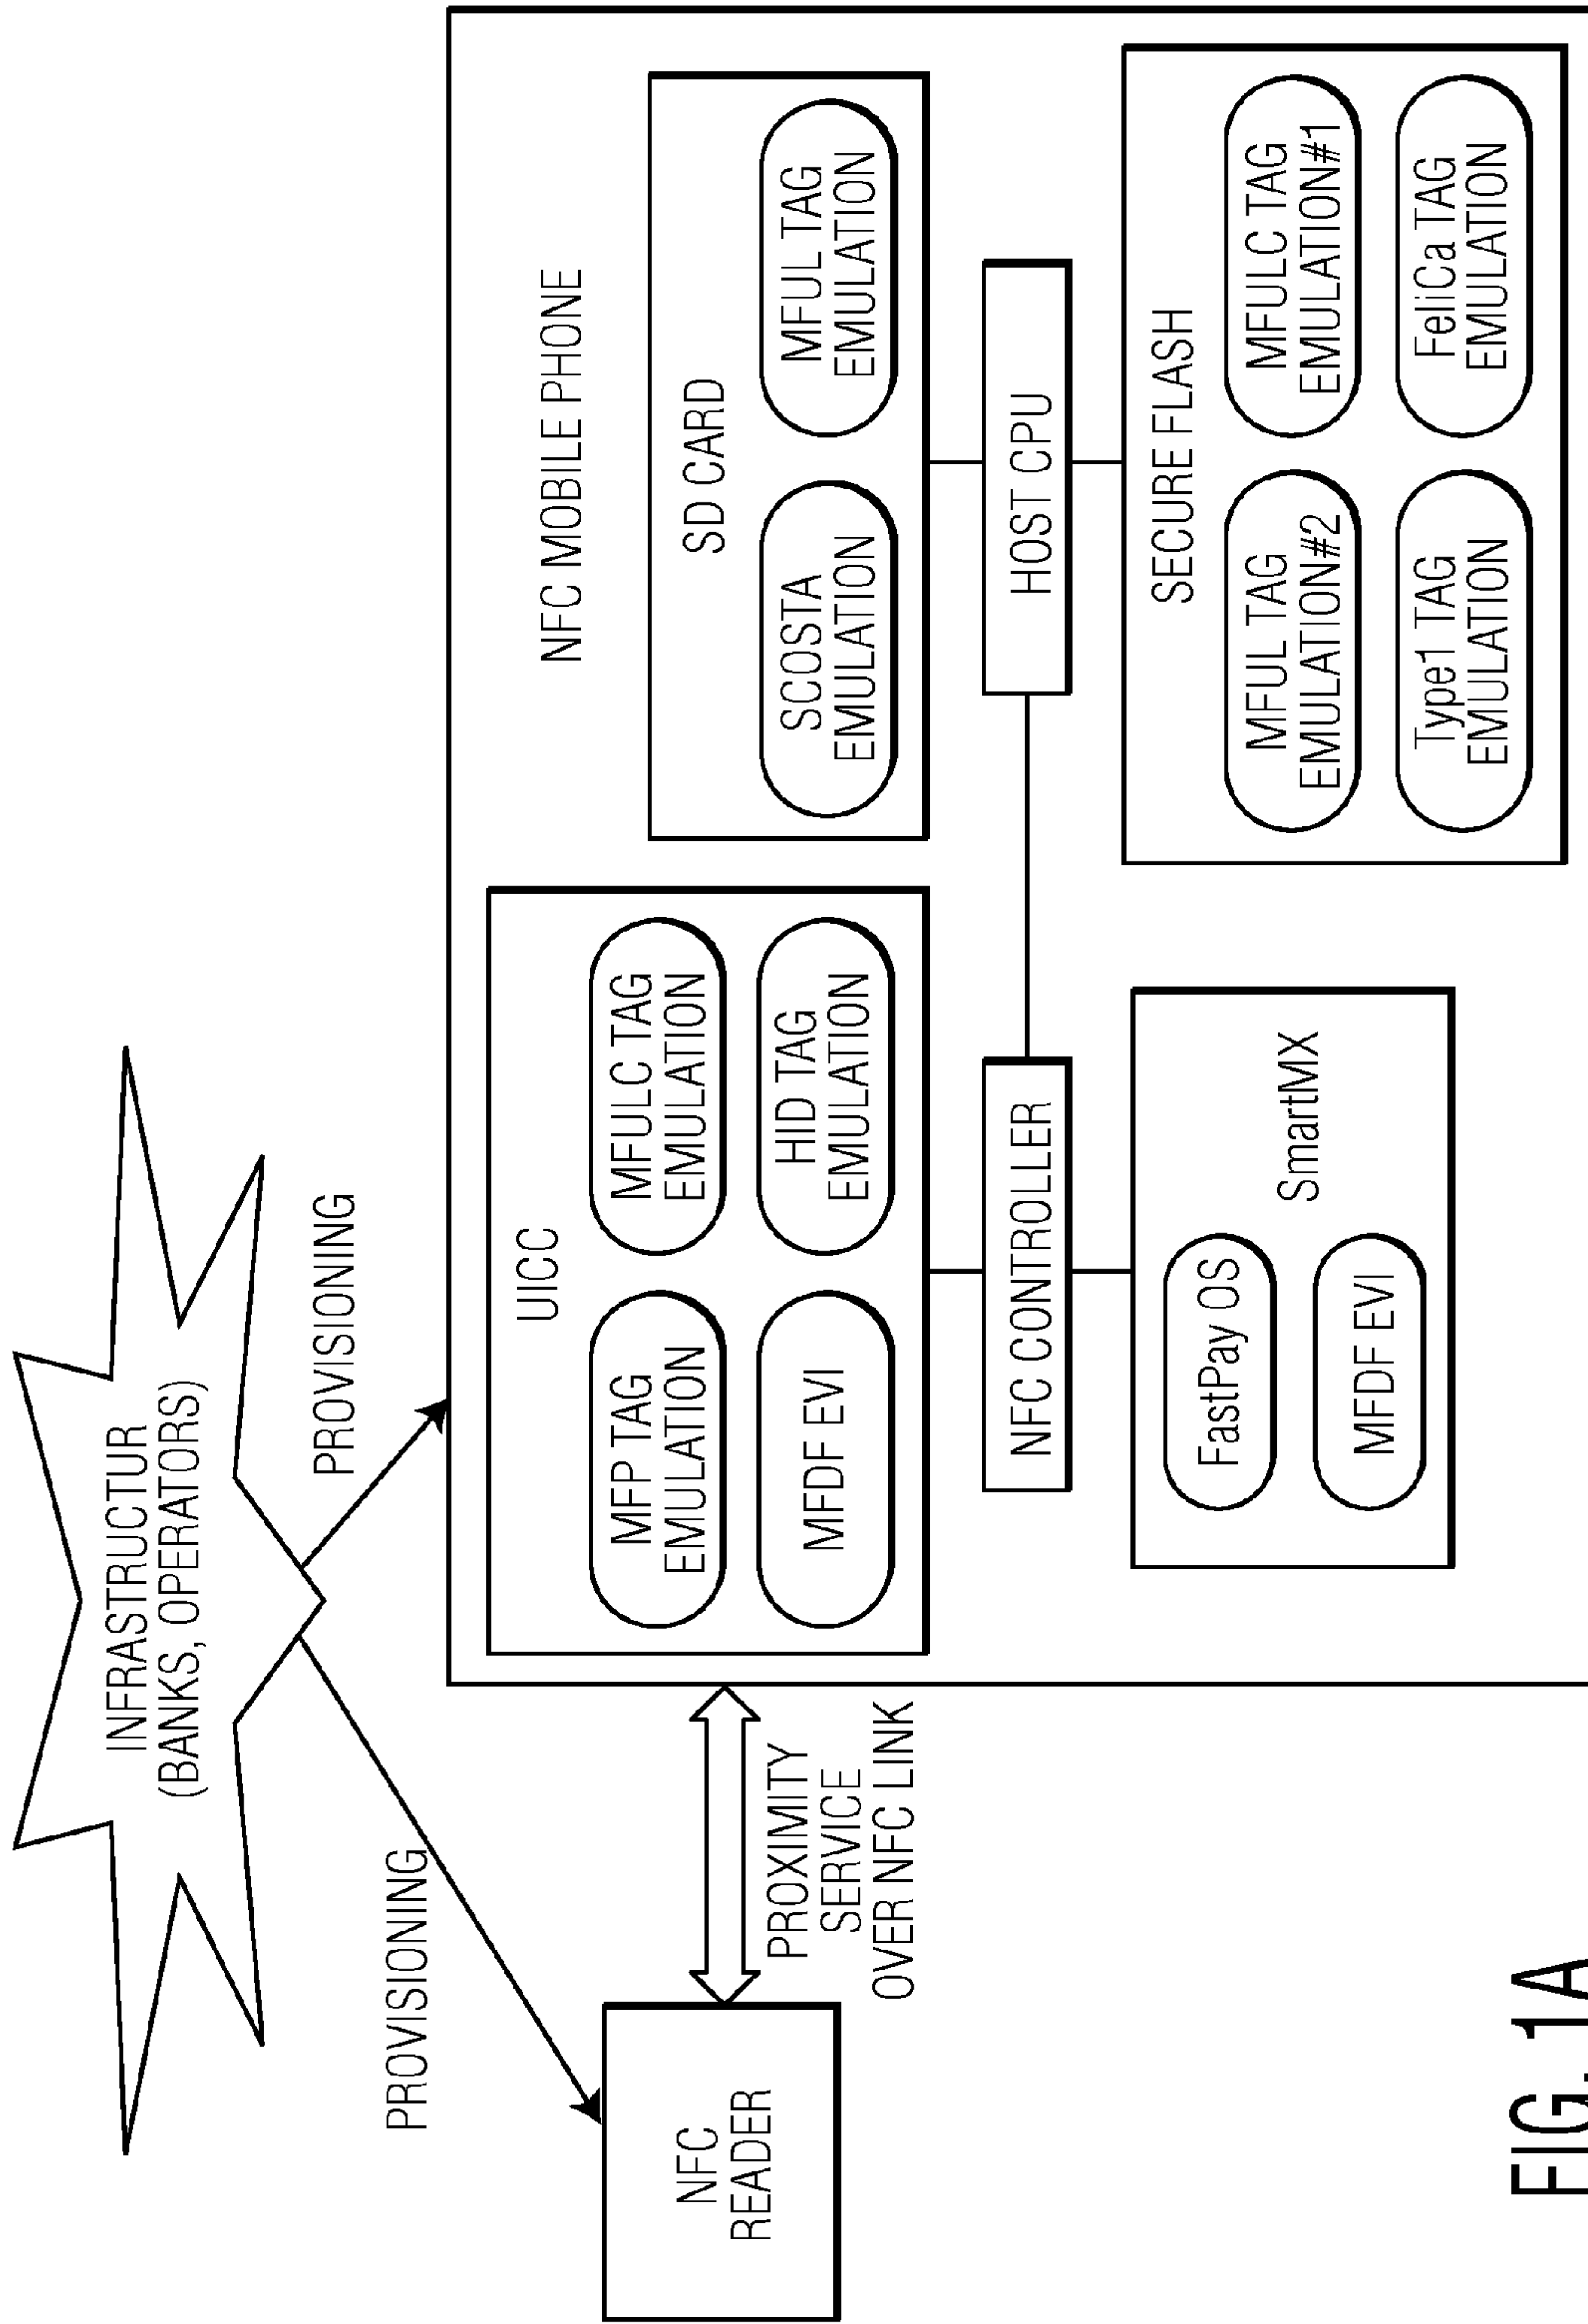 INFRASTRUCTUR
(BANKS, OPERATORS)
PROVISIONING
PROVISIONING
NFC
READER
PROXIMITY
SERVICE
OVER NFC LINK
NFC MOBILE PHONE
UICC
MFP TAG
EMULATION
MFULC TAG
EMULATION
MFDF EVI
HID TAG
EMULATION
SD CARD
SCOSTA
EMULATION
MFUL TAG
EMULATION
NFC CONTROLLER
HOST CPU
FastPay OS
MFDF EVI
SmartMX
SECURE FLASH
MFUL TAG
EMULATION#2
MFULC TAG
EMULATION#1
Type1 TAG
EMULATION
FeliCa TAG
EMULATION
FIG. 1A